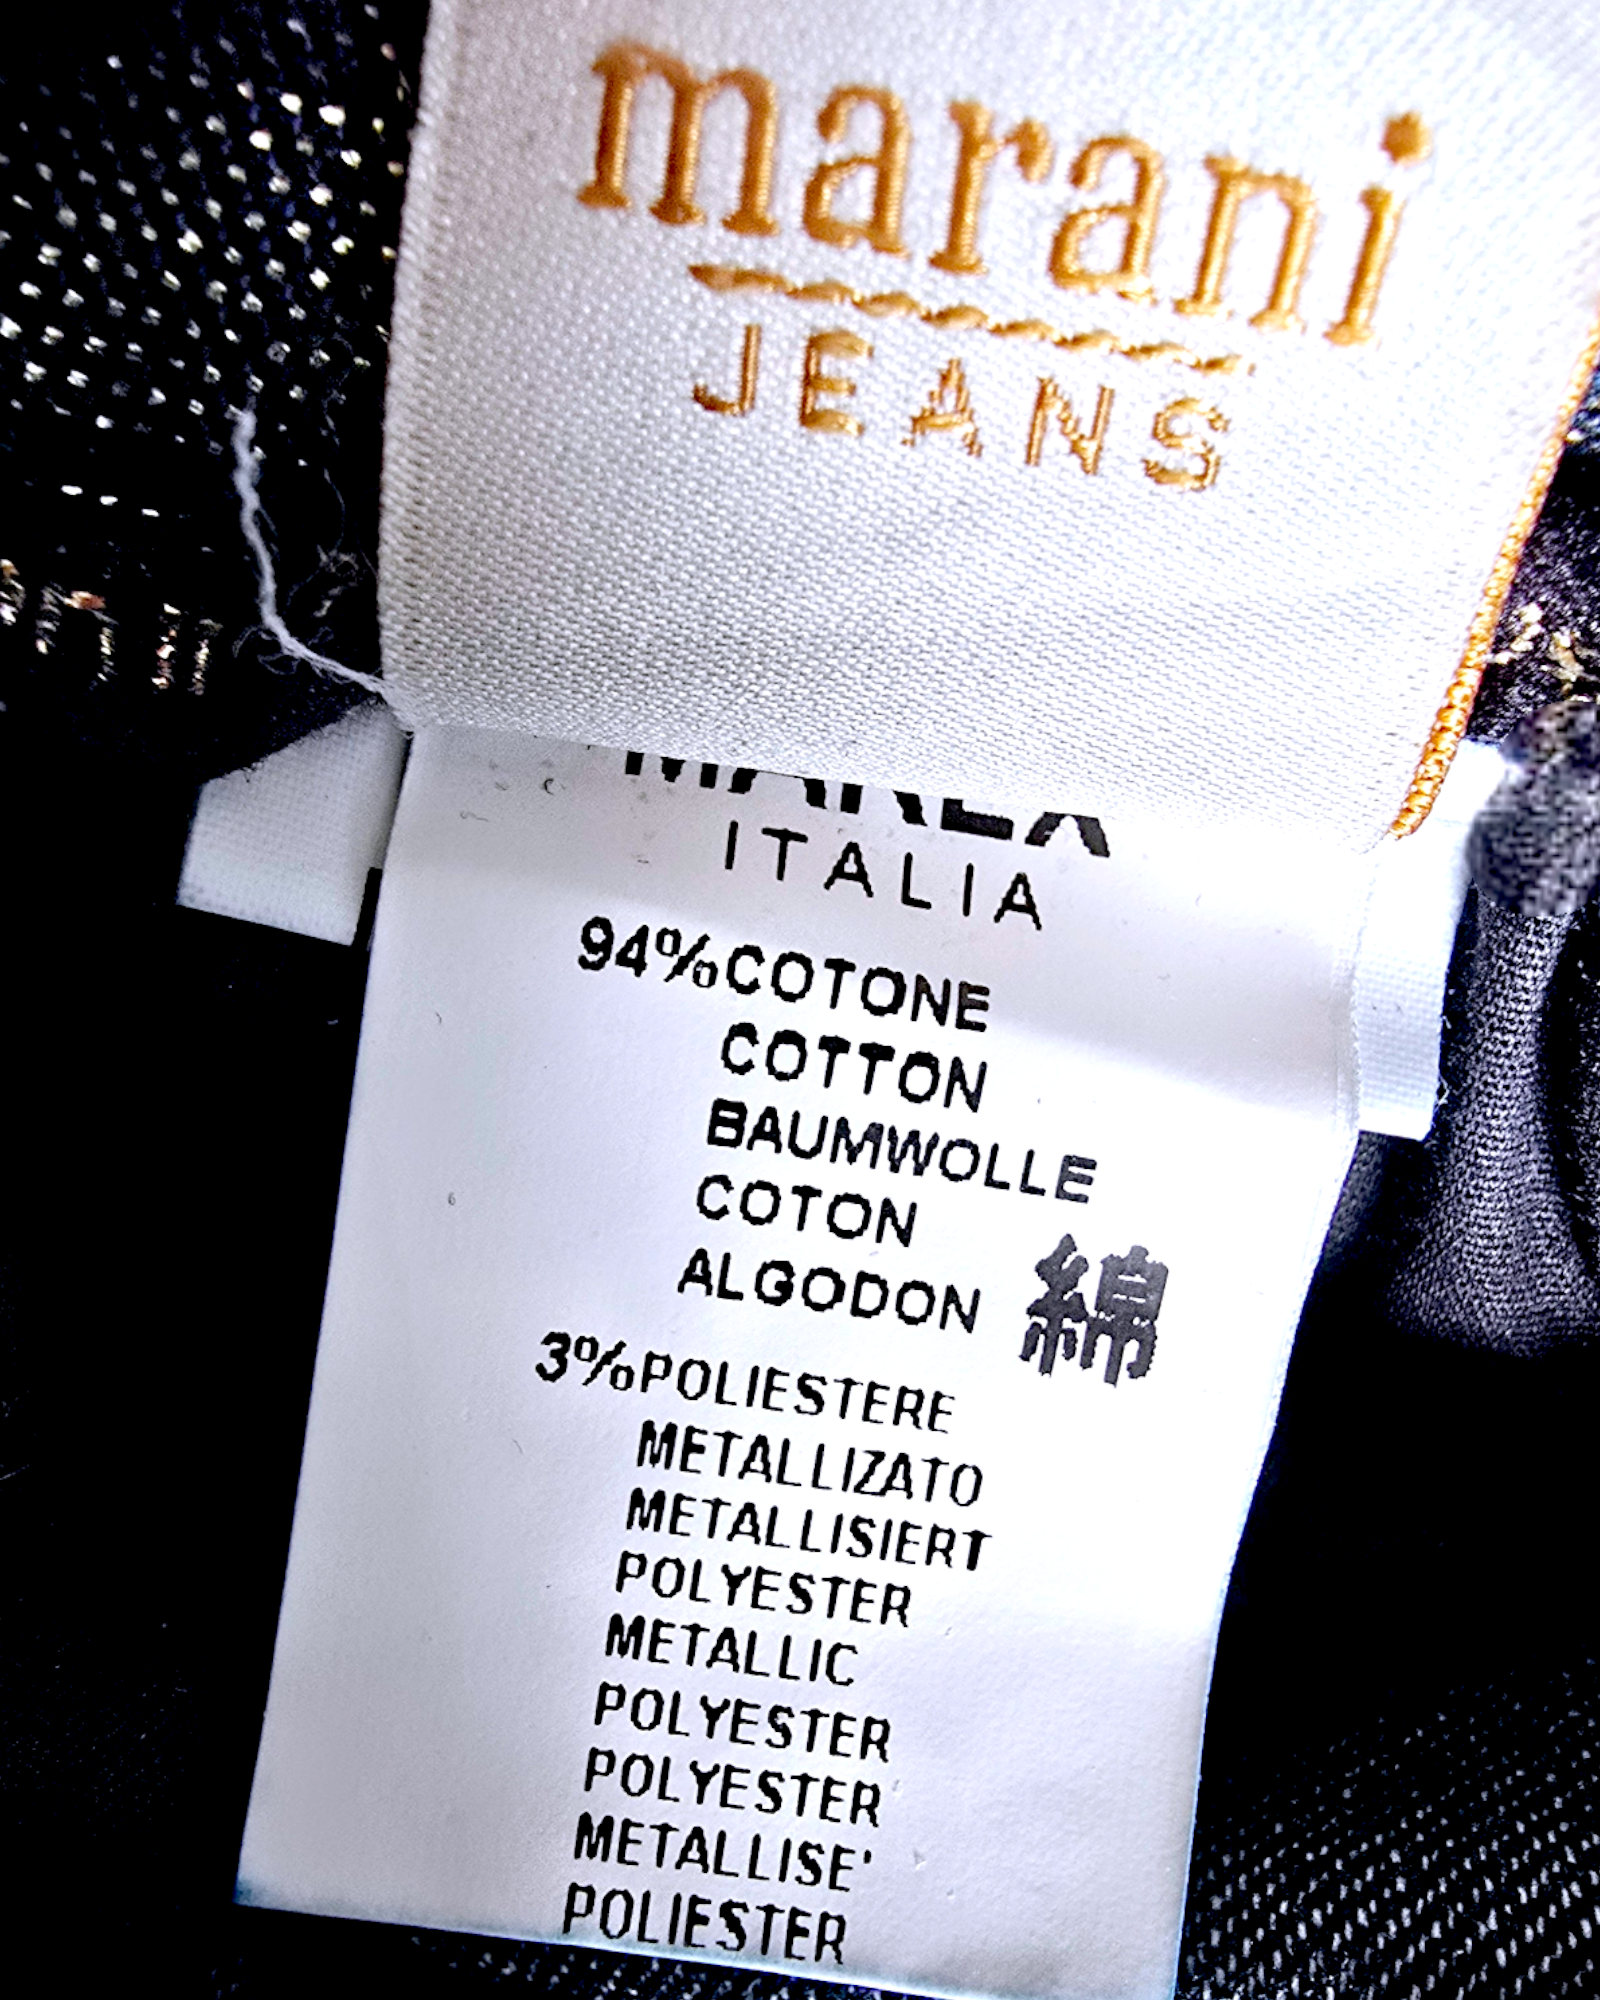 marani
JEANS
ITALIA
94%COTONE
COTTON
BAUMWOLLE
COTON
ALGODON 綿
3%POLIESTERE
METALLIZATO
METALLISIERT
POLYESTER
METALLIC
POLYESTER
POLYESTER
METALLISE'
POLIESTER